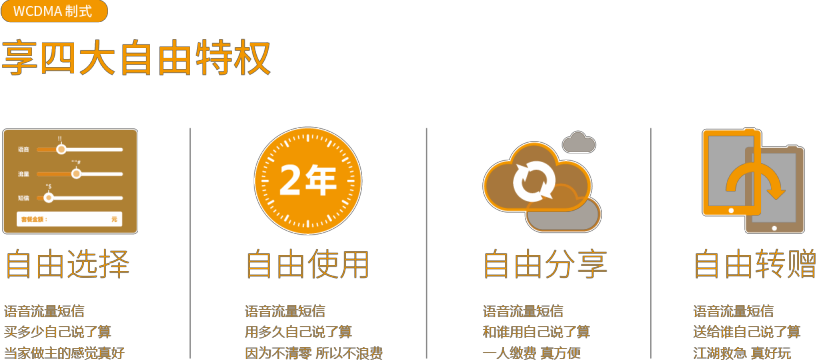 WCDMA 制式
享四大自由特权
语音
流量
短信
套餐金额： 元
2年
自由选择
自由使用
自由分享
自由转赠
语音流量短信
买多少自己说了算
当家做主的感觉真好
语音流量短信
用多久自己说了算
因为不清零 所以不浪费
语音流量短信
和谁用自己说了算
一人缴费 真方便
语音流量短信
送给谁自己说了算
江湖救急 真好玩